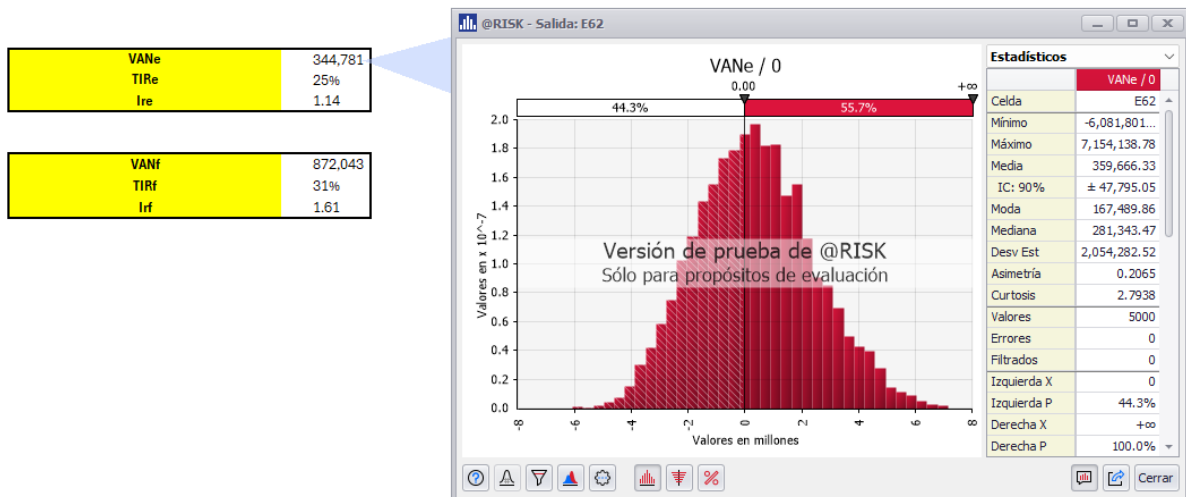 VANe 344,781
TIRe 25%
Ire 1.14
VANf 872,043
TIRf 31%
Irf 1.61
@RISK - Salida: E62
VANe / 0
0.00 +∞
44.3% 55.7%
2.0
1.8
1.6
1.4
1.2
1.0
0.8
0.6
0.4
0.2
0.0
Valores en x 10^-7
Versión de prueba de @RISK
Sólo para propósitos de evaluación
-8 -6 -4 -2 0 2 4 6 8
Valores en millones
Estadísticos
VANe / 0
Celda E62
Mínimo -6,081,801...
Máximo 7,154,138.78
Media 359,666.33
IC: 90% ± 47,795.05
Moda 167,489.86
Mediana 281,343.47
Desv Est 2,054,282.52
Asimetría 0.2065
Curtosis 2.7938
Valores 5000
Errores 0
Filtrados 0
Izquierda X 0
Izquierda P 44.3%
Derecha X +∞
Derecha P 100.0%
Cerrar